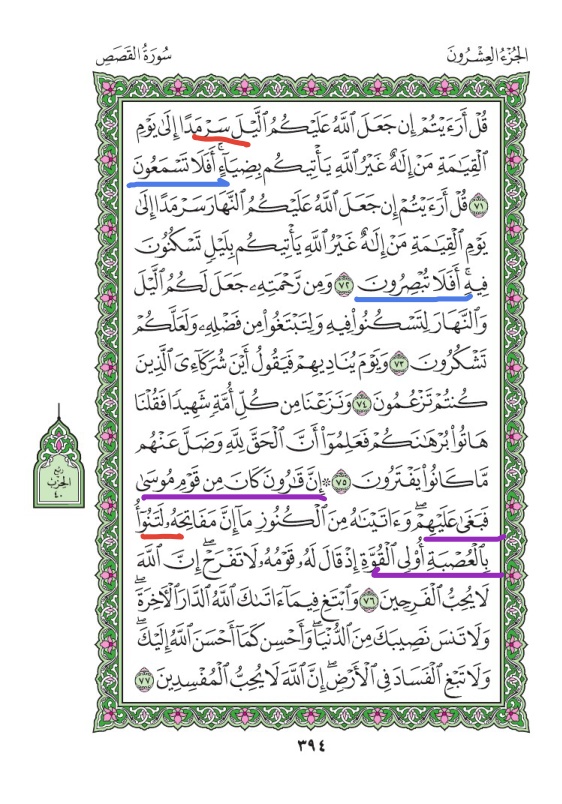 الجُزْءُ العِشْرُونَ
سُورَةُ القَصَصِ
قُلْ أَرَءَيْتُمْ إِن جَعَلَ ٱللَّهُ عَلَيْكُمُ ٱلَّيْلَ سَرْمَدًا إِلَىٰ يَوْمِ
ٱلْقِيَٰمَةِ مَنْ إِلَٰهٌ غَيْرُ ٱللَّهِ يَأْتِيكُم بِضِيَآءٍ ۖ أَفَلَا تَسْمَعُونَ
٧١ قُلْ أَرَءَيْتُمْ إِن جَعَلَ ٱللَّهُ عَلَيْكُمُ ٱلنَّهَارَ سَرْمَدًا إِلَىٰ
يَوْمِ ٱلْقِيَٰمَةِ مَنْ إِلَٰهٌ غَيْرُ ٱللَّهِ يَأْتِيكُم بِلَيْلٍ تَسْكُنُونَ
فِيهِ ۖ أَفَلَا تُبْصِرُونَ ٧٢ وَمِن رَّحْمَتِهِۦ جَعَلَ لَكُمُ ٱلَّيْلَ
وَٱلنَّهَارَ لِتَسْكُنُوا۟ فِيهِ وَلِتَبْتَغُوا۟ مِن فَضْلِهِۦ وَلَعَلَّكُمْ
تَشْكُرُونَ ٧٣ وَيَوْمَ يُنَادِيهِمْ فَيَقُولُ أَيْنَ شُرَكَآءِىَ ٱلَّذِينَ
كُنتُمْ تَزْعُمُونَ ٧٤ وَنَزَعْنَا مِن كُلِّ أُمَّةٍ شَهِيدًا فَقُلْنَا
هَاتُوا۟ بُرْهَٰنَكُمْ فَعَلِمُوٓا۟ أَنَّ ٱلْحَقَّ لِلَّهِ وَضَلَّ عَنْهُم
مَّا كَانُوا۟ يَفْتَرُونَ ٧٥ ۞ إِنَّ قَٰرُونَ كَانَ مِن قَوْمِ مُوسَىٰ
فَبَغَىٰ عَلَيْهِمْ ۖ وَءَاتَيْنَٰهُ مِنَ ٱلْكُنُوزِ مَآ إِنَّ مَفَاتِحَهُۥ لَتَنُوٓأُ
بِٱلْعُصْبَةِ أُو۟لِى ٱلْقُوَّةِ إِذْ قَالَ لَهُۥ قَوْمُهُۥ لَا تَفْرَحْ ۖ إِنَّ ٱللَّهَ
لَا يُحِبُّ ٱلْفَرِحِينَ ٧٦ وَٱبْتَغِ فِيمَآ ءَاتَىٰكَ ٱللَّهُ ٱلدَّارَ ٱلْءَاخِرَةَ ۖ
وَلَا تَنسَ نَصِيبَكَ مِنَ ٱلدُّنْيَا ۖ وَأَحْسِن كَمَآ أَحْسَنَ ٱللَّهُ إِلَيْكَ ۖ
وَلَا تَبْغِ ٱلْفَسَادَ فِى ٱلْأَرْضِ ۖ إِنَّ ٱللَّهَ لَا يُحِبُّ ٱلْمُفْسِدِينَ ٧٧
رُبْع
الحِزْب
٤٠
٣٩٤